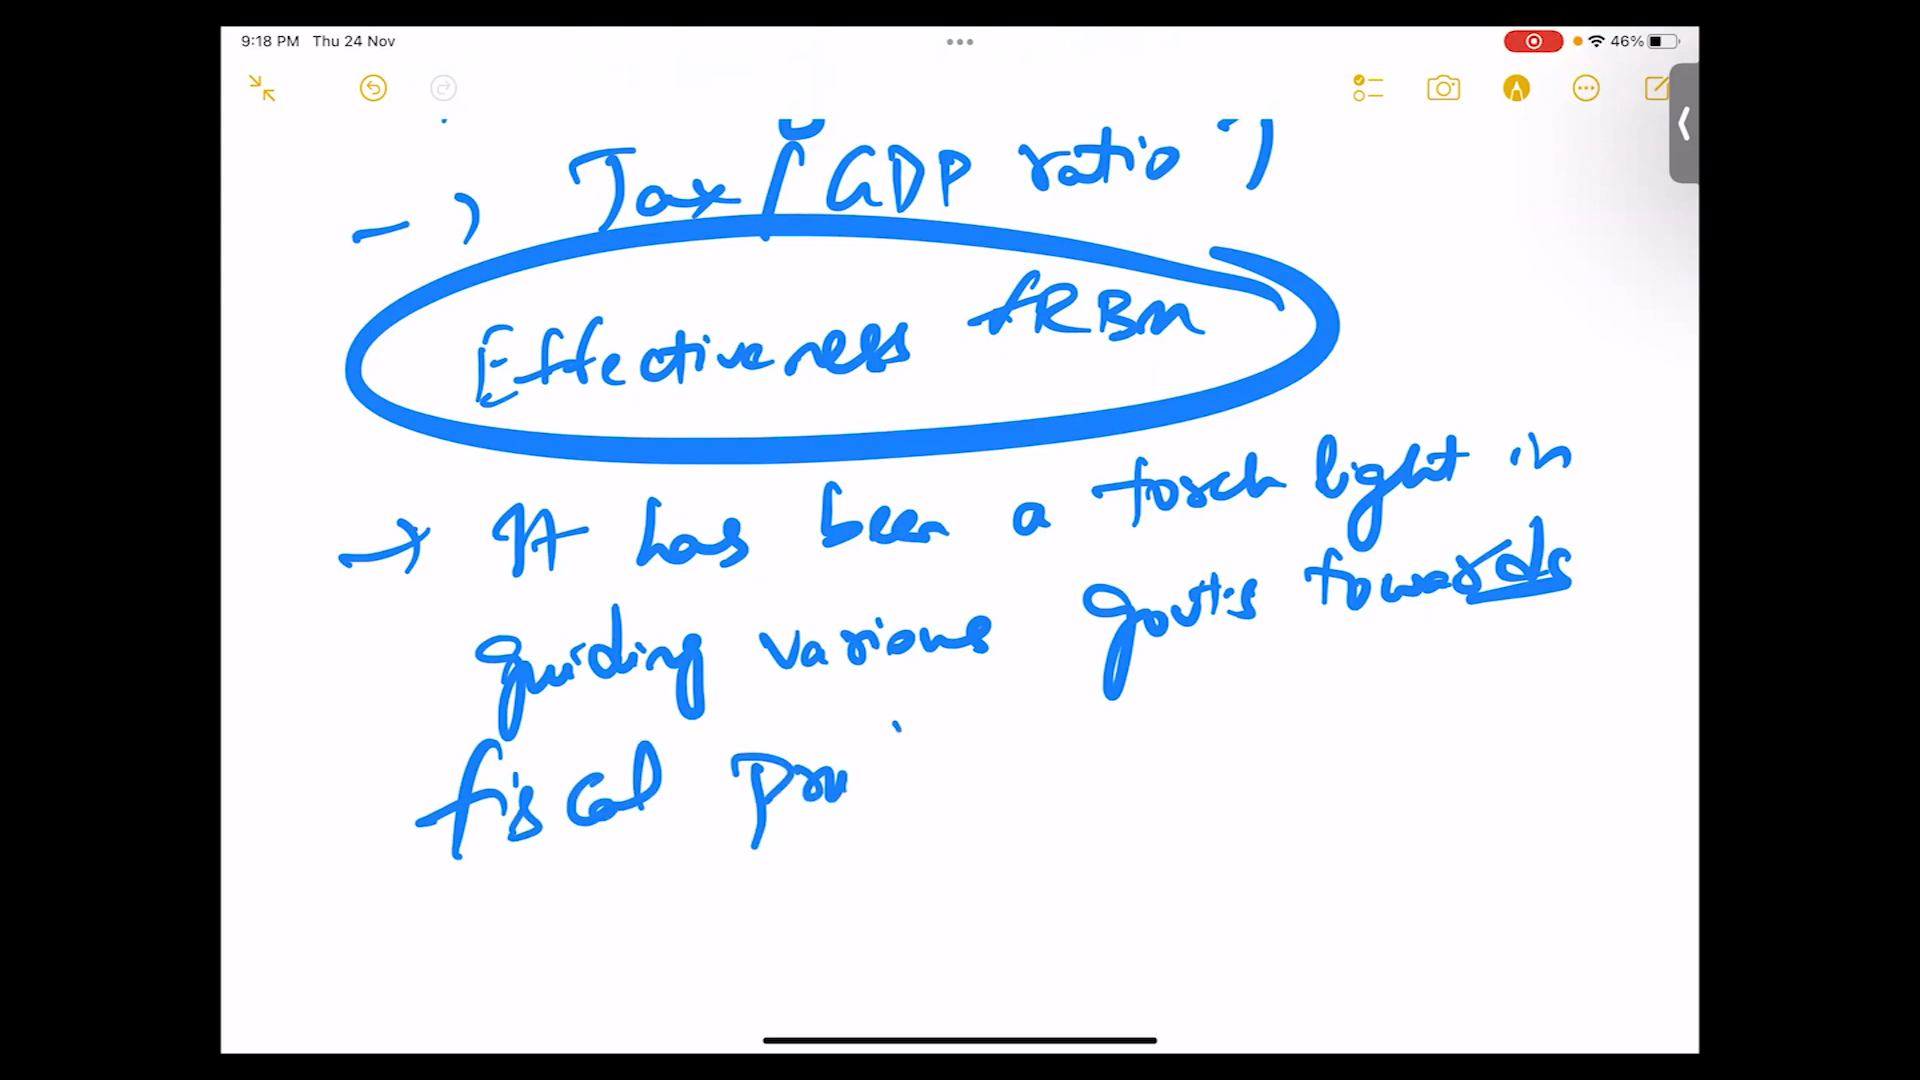 9:18 PM Thu 24 Nov
46%
→ Tax/GDP ratio
Effectiveness FRBM
→ It has been a torch light in
guiding various govt's towards
fiscal pru